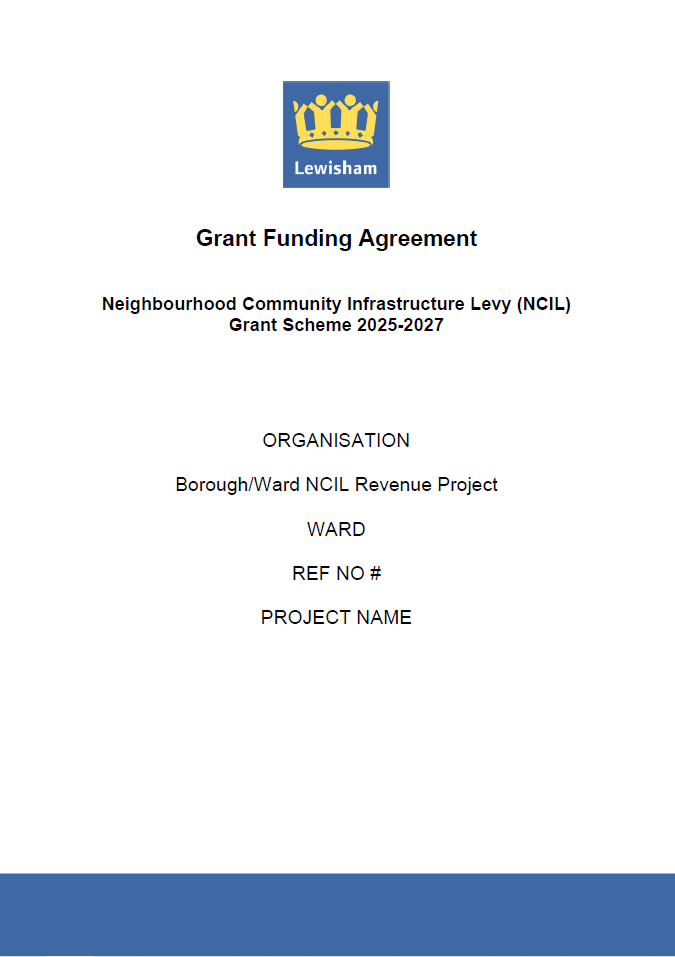 Lewisham
Grant Funding Agreement
Neighbourhood Community Infrastructure Levy (NCIL)
Grant Scheme 2025-2027
ORGANISATION
Borough/Ward NCIL Revenue Project
WARD
REF NO #
PROJECT NAME